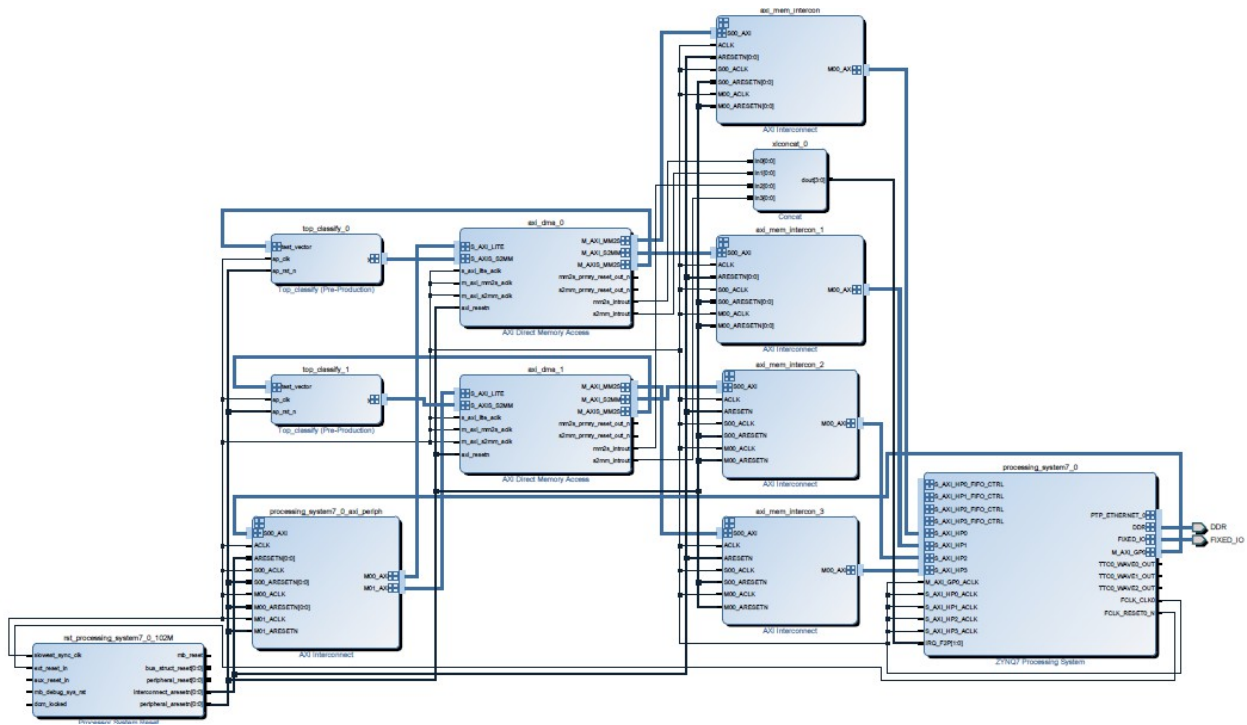 axi_mem_intercon
S00_AXI
ACLK
ARESETN[0:0]
S00_ACLK
M00_AXI
S00_ARESETN[0:0]
M00_ACLK
M00_ARESETN[0:0]
AXI Interconnect
xlconcat_0
In0[0:0]
In1[0:0]
In2[0:0]
In3[0:0]
dout[3:0]
Concat
top_classify_0
test_vector
ap_clk
ap_rst_n
Top_classify (Pre-Production)
axi_dma_0
S_AXI_LITE
S_AXIS_S2MM
s_axi_lite_aclk
m_axi_mm2s_aclk
m_axi_s2mm_aclk
axi_resetn
M_AXI_MM2S
M_AXI_S2MM
M_AXIS_MM2S
mm2s_prmry_reset_out_n
s2mm_prmry_reset_out_n
mm2s_introut
s2mm_introut
AXI Direct Memory Access
axi_mem_intercon_1
S00_AXI
ACLK
ARESETN[0:0]
S00_ACLK
M00_AXI
S00_ARESETN[0:0]
M00_ACLK
M00_ARESETN[0:0]
AXI Interconnect
top_classify_1
test_vector
ap_clk
ap_rst_n
Top_classify (Pre-Production)
axi_dma_1
S_AXI_LITE
S_AXIS_S2MM
s_axi_lite_aclk
m_axi_mm2s_aclk
m_axi_s2mm_aclk
axi_resetn
M_AXI_MM2S
M_AXI_S2MM
M_AXIS_MM2S
mm2s_prmry_reset_out_n
s2mm_prmry_reset_out_n
mm2s_introut
s2mm_introut
AXI Direct Memory Access
axi_mem_intercon_2
S00_AXI
ACLK
ARESETN
S00_ACLK
M00_AXI
S00_ARESETN
M00_ACLK
M00_ARESETN
AXI Interconnect
processing_system7_0_axi_periph
S00_AXI
ACLK
ARESETN[0:0]
S00_ACLK
S00_ARESETN[0:0]
M00_ACLK
M00_ARESETN[0:0]
M01_ACLK
M01_ARESETN
M00_AXI
M01_AXI
AXI Interconnect
axi_mem_intercon_3
S00_AXI
ACLK
ARESETN
S00_ACLK
M00_AXI
S00_ARESETN
M00_ACLK
M00_ARESETN
AXI Interconnect
processing_system7_0
S_AXI_HP0_FIFO_CTRL
S_AXI_HP1_FIFO_CTRL
S_AXI_HP2_FIFO_CTRL
S_AXI_HP3_FIFO_CTRL
S_AXI_HP0
S_AXI_HP1
S_AXI_HP2
S_AXI_HP3
M_AXI_GP0_ACLK
S_AXI_HP0_ACLK
S_AXI_HP1_ACLK
S_AXI_HP2_ACLK
S_AXI_HP3_ACLK
IRQ_F2P[1:0]
PTP_ETHERNET_0
DDR
FIXED_IO
M_AXI_GP0
TTC0_WAVE0_OUT
TTC0_WAVE1_OUT
TTC0_WAVE2_OUT
FCLK_CLK0
FCLK_RESET0_N
DDR
FIXED_IO
ZYNQ7 Processing System
rst_processing_system7_0_102M
slowest_sync_clk
ext_reset_in
aux_reset_in
mb_debug_sys_rst
dcm_locked
mb_reset
bus_struct_reset[0:0]
peripheral_reset[0:0]
interconnect_aresetn[0:0]
peripheral_aresetn[0:0]
Processor System Reset